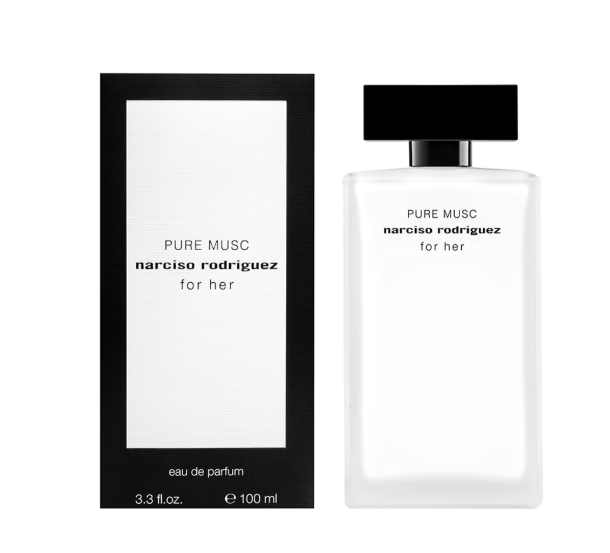 PURE MUSC
narciso rodriguez
for her
eau de parfum
3.3 fl.oz. ℮ 100 ml
PURE MUSC
narciso rodriguez
for her